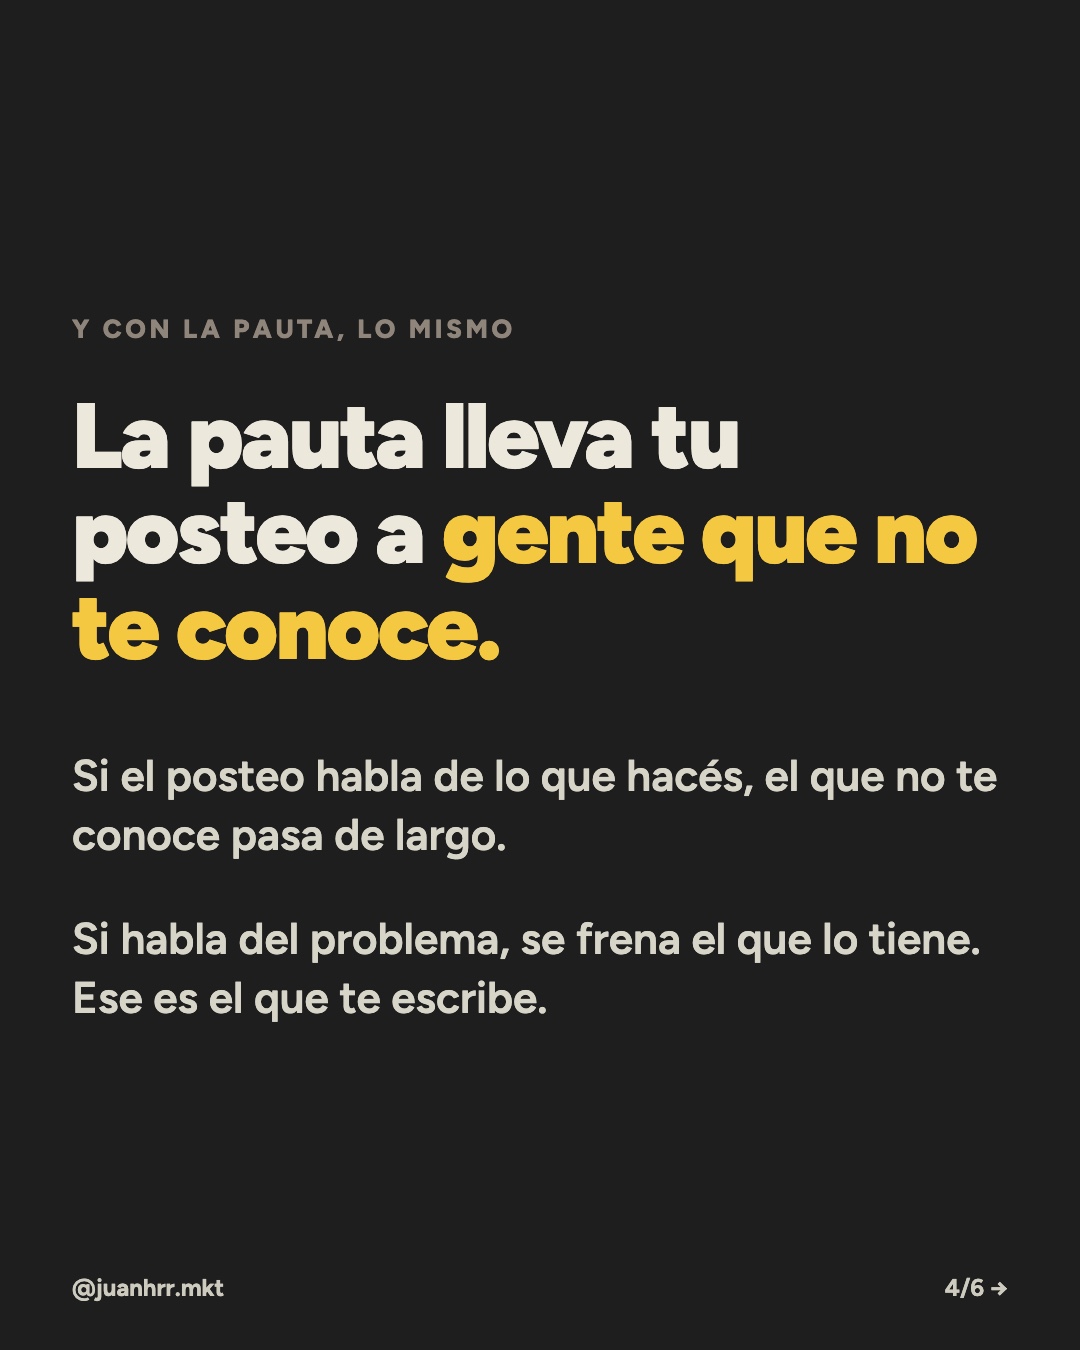 Y CON LA PAUTA, LO MISMO
La pauta lleva tu
posteo a gente que no
te conoce.
Si el posteo habla de lo que hacés, el que no te
conoce pasa de largo.
Si habla del problema, se frena el que lo tiene.
Ese es el que te escribe.
@juanhrr.mkt
4/6 →